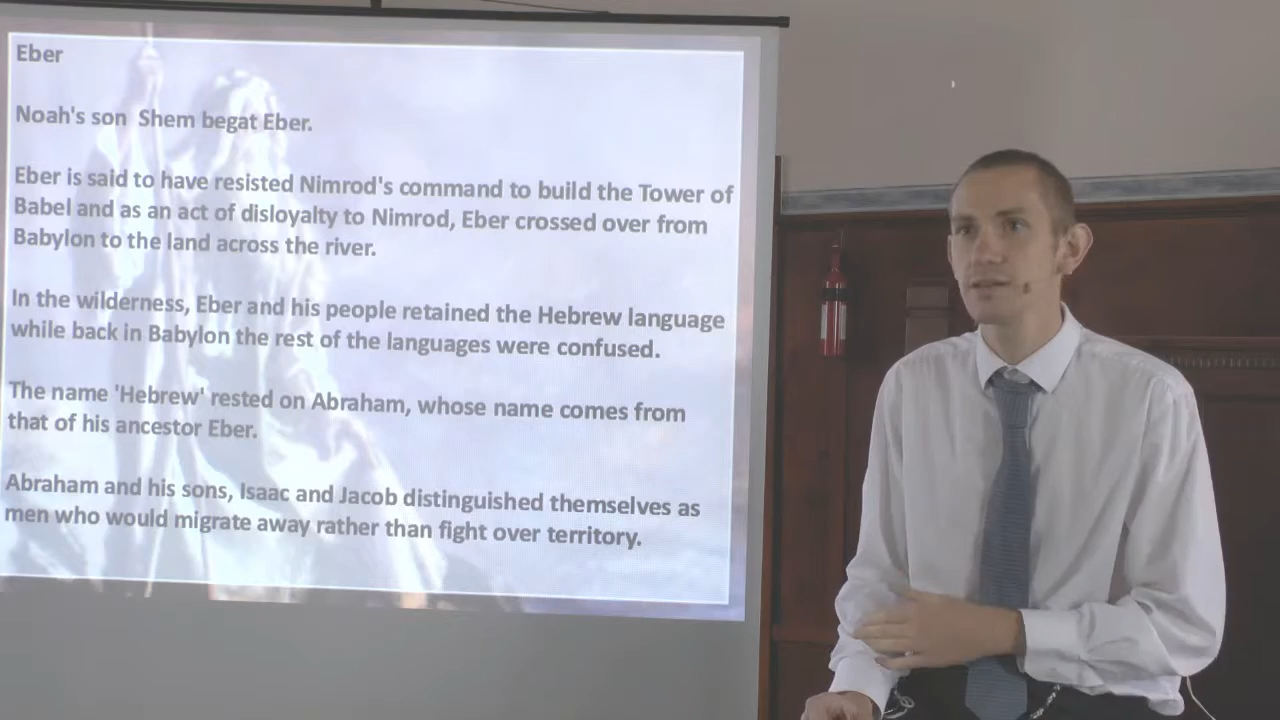 Eber
Noah's son Shem begat Eber.
Eber is said to have resisted Nimrod's command to build the Tower of
Babel and as an act of disloyalty to Nimrod, Eber crossed over from
Babylon to the land across the river.
In the wilderness, Eber and his people retained the Hebrew language
while back in Babylon the rest of the languages were confused.
The name 'Hebrew' rested on Abraham, whose name comes from
that of his ancestor Eber.
Abraham and his sons, Isaac and Jacob distinguished themselves as
men who would migrate away rather than fight over territory.